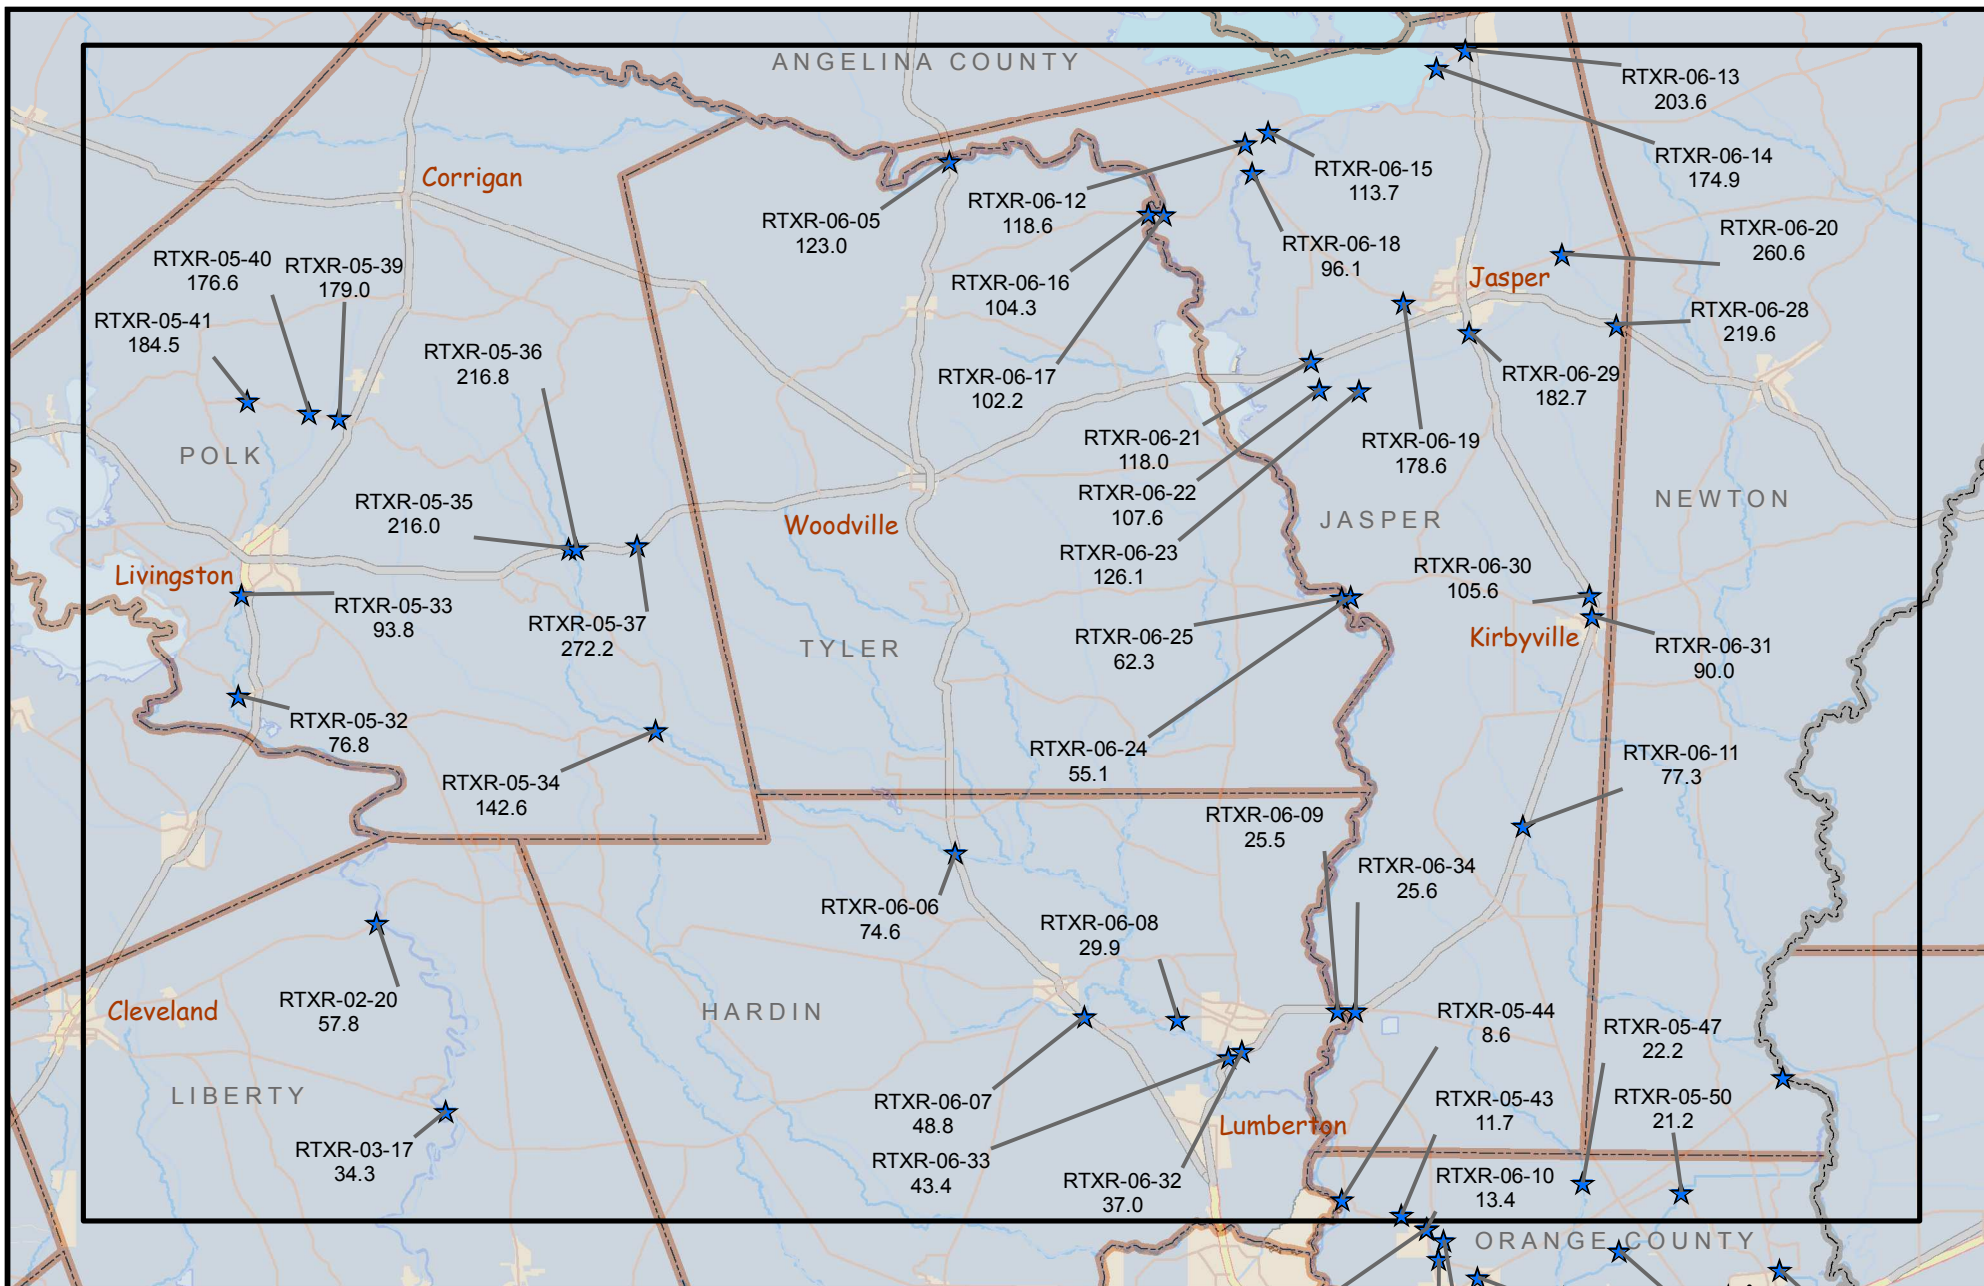 ANGELINA COUNTY
RTXR-06-13
203.6
RTXR-06-14
174.9
RTXR-06-15
113.7
Corrigan
RTXR-06-12
118.6
RTXR-06-05
123.0
RTXR-06-18
96.1
RTXR-06-20
260.6
RTXR-05-40
176.6
RTXR-05-39
179.0
RTXR-06-16
104.3
Jasper
RTXR-06-28
219.6
RTXR-05-41
184.5
RTXR-05-36
216.8
RTXR-06-17
102.2
RTXR-06-29
182.7
RTXR-06-21
118.0
RTXR-06-19
178.6
POLK
RTXR-06-22
107.6
NEWTON
RTXR-05-35
216.0
Woodville
JASPER
RTXR-06-23
126.1
Livingston
RTXR-06-30
105.6
RTXR-05-33
93.8
RTXR-05-37
272.2
RTXR-06-25
62.3
Kirbyville
TYLER
RTXR-06-31
90.0
RTXR-05-32
76.8
RTXR-06-24
55.1
RTXR-06-11
77.3
RTXR-05-34
142.6
RTXR-06-09
25.5
RTXR-06-34
25.6
RTXR-06-06
74.6
RTXR-06-08
29.9
RTXR-02-20
57.8
Cleveland
HARDIN
RTXR-05-44
8.6
RTXR-05-47
22.2
LIBERTY
RTXR-06-07
48.8
RTXR-05-43
11.7
RTXR-05-50
21.2
Lumberton
RTXR-03-17
34.3
RTXR-06-33
43.4
RTXR-06-32
37.0
RTXR-06-10
13.4
ORANGE COUNTY